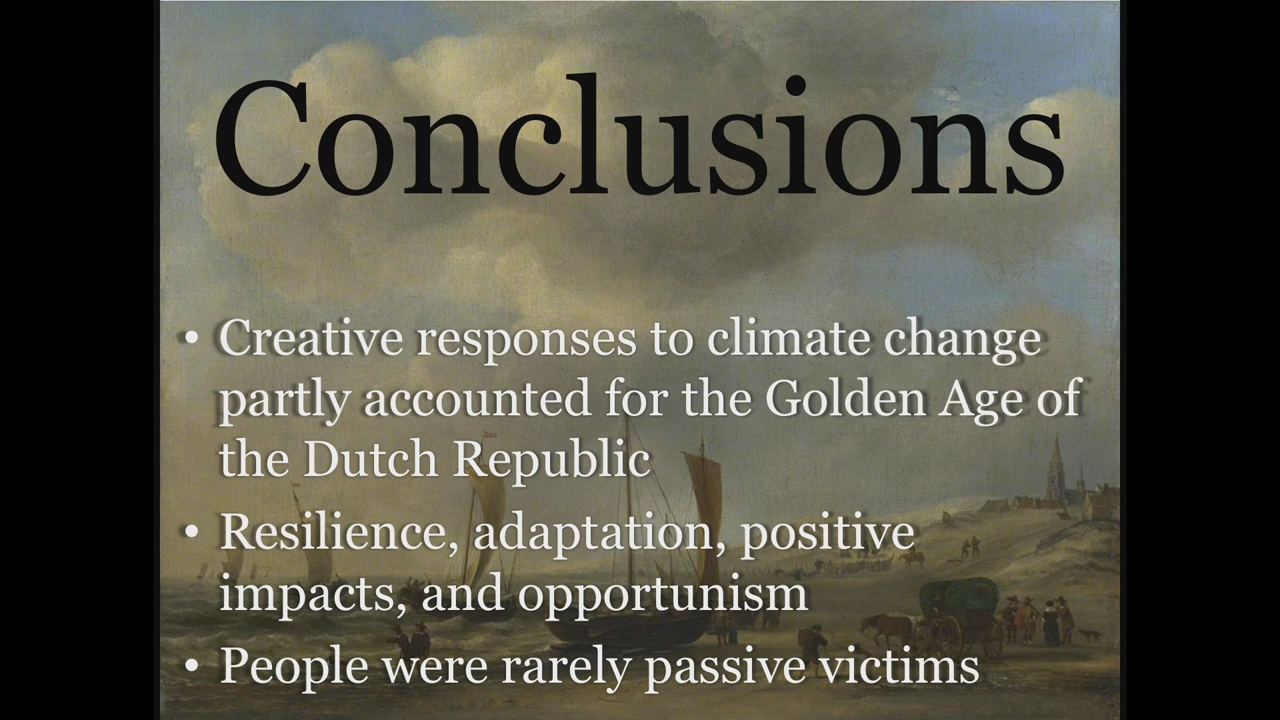 Conclusions
• Creative responses to climate change
partly accounted for the Golden Age of
the Dutch Republic
• Resilience, adaptation, positive
impacts, and opportunism
• People were rarely passive victims